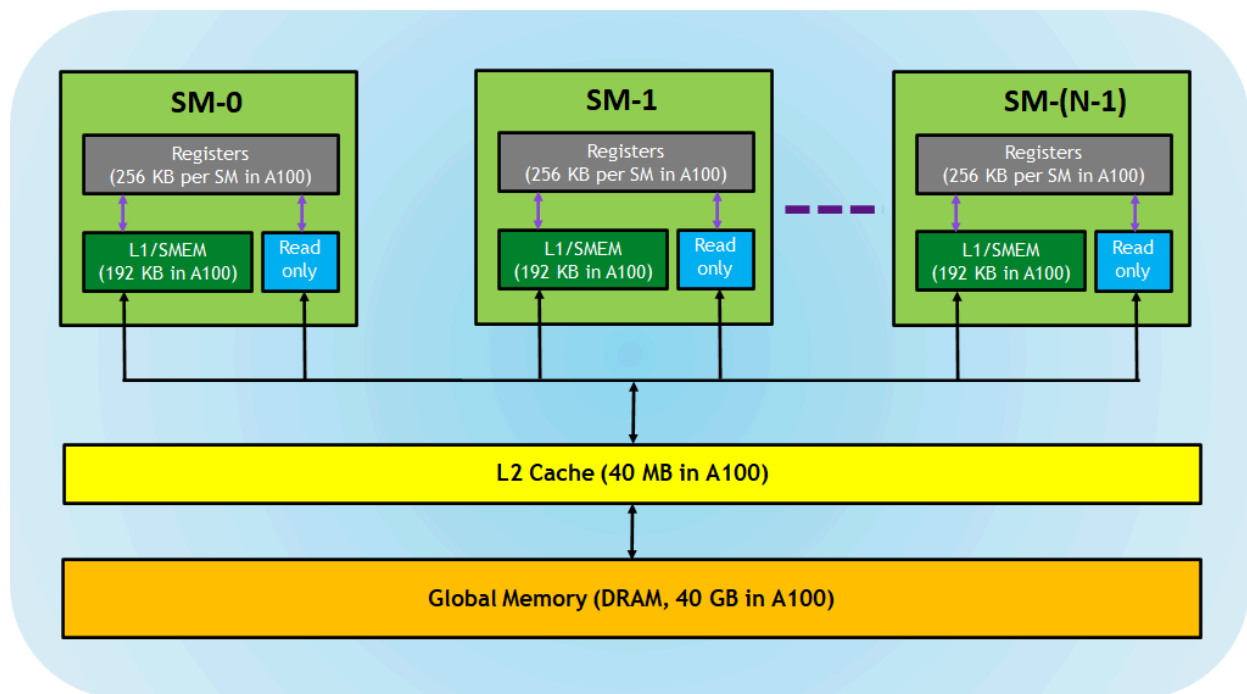 SM-0
Registers
(256 KB per SM in A100)
L1/SMEM
(192 KB in A100)
Read
only
SM-1
Registers
(256 KB per SM in A100)
L1/SMEM
(192 KB in A100)
Read
only
SM-(N-1)
Registers
(256 KB per SM in A100)
L1/SMEM
(192 KB in A100)
Read
only
L2 Cache (40 MB in A100)
Global Memory (DRAM, 40 GB in A100)